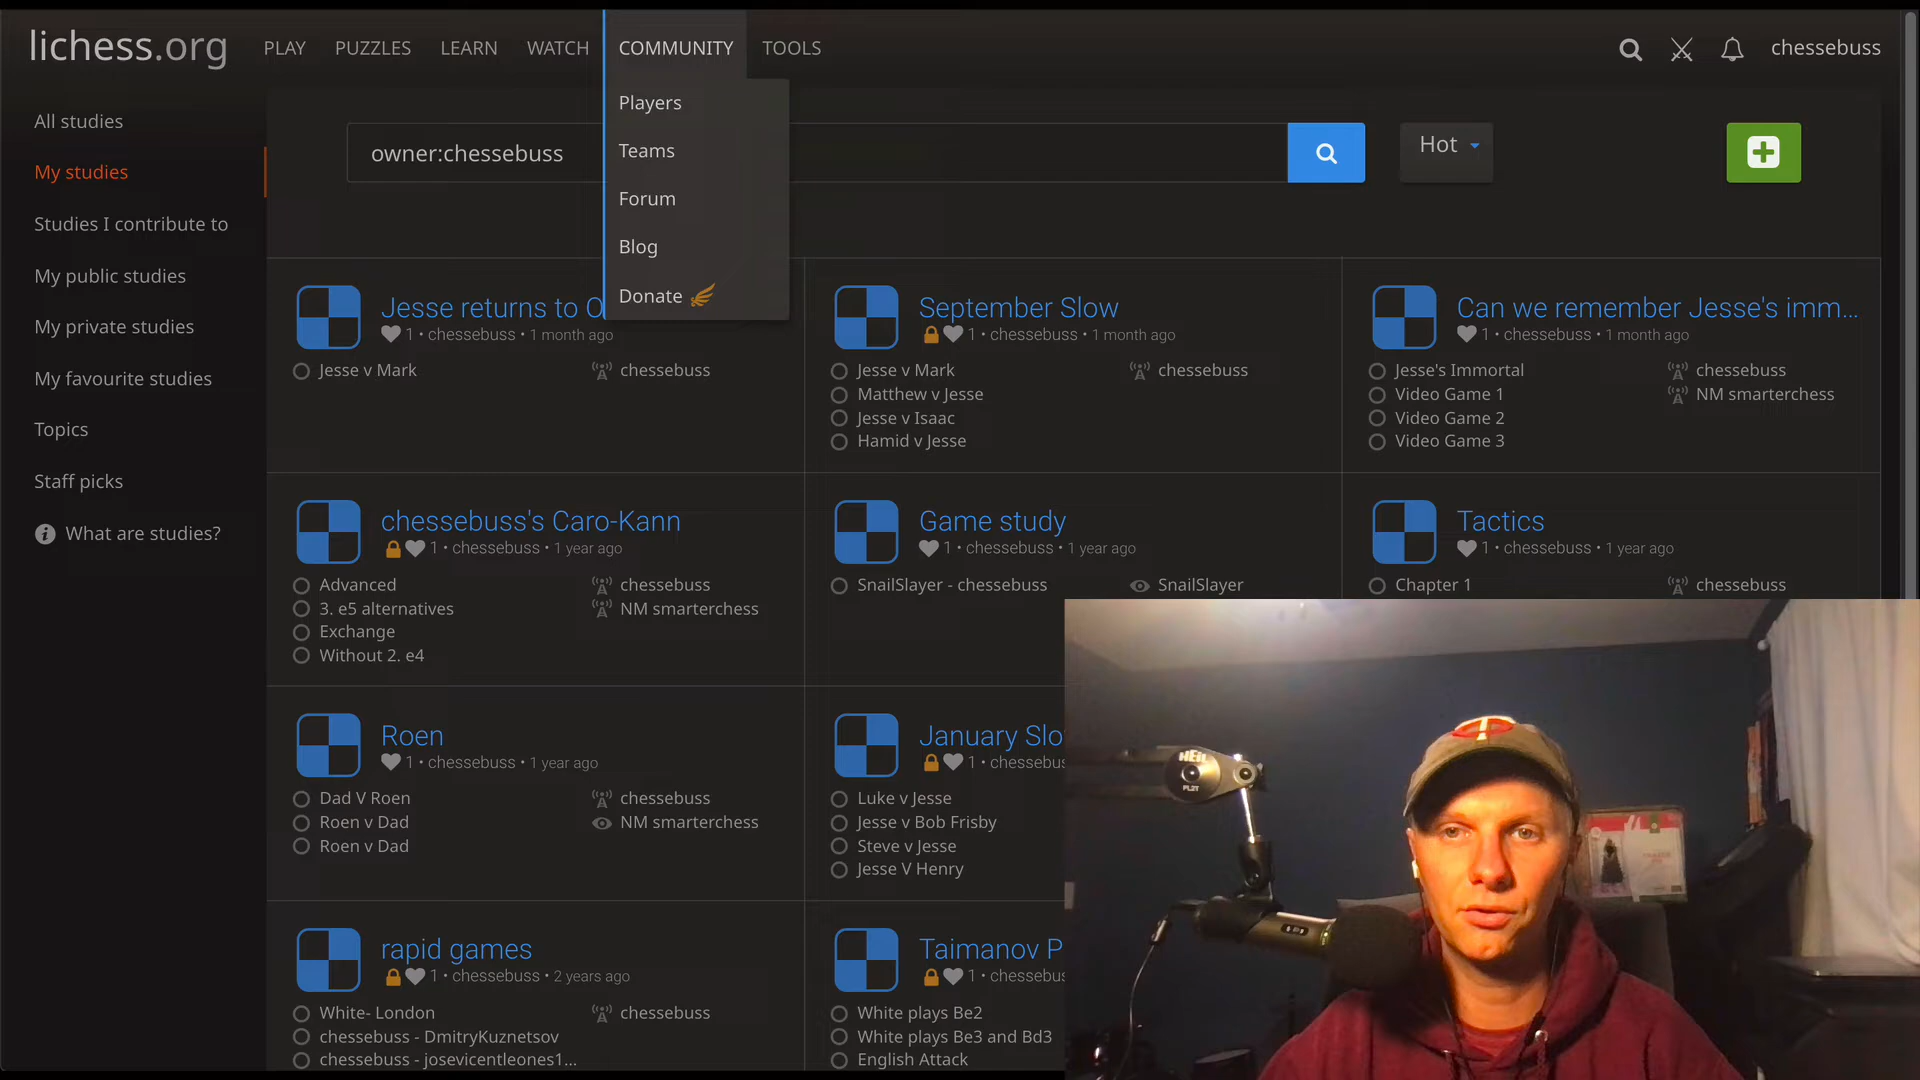 lichess.org PLAY PUZZLES LEARN WATCH COMMUNITY TOOLS chessebuss
Players
Teams
Forum
Blog
Donate
All studies
My studies
Studies I contribute to
My public studies
My private studies
My favourite studies
Topics
Staff picks
What are studies?
owner:chessebuss
Hot
Jesse returns to O
1 • chessebuss • 1 month ago
Jesse v Mark chessebuss
September Slow
1 • chessebuss • 1 month ago
Jesse v Mark chessebuss
Matthew v Jesse
Jesse v Isaac
Hamid v Jesse
Can we remember Jesse's imm...
1 • chessebuss • 1 month ago
Jesse's Immortal chessebuss
Video Game 1 NM smarterchess
Video Game 2
Video Game 3
chessebuss's Caro-Kann
1 • chessebuss • 1 year ago
Advanced chessebuss
3. e5 alternatives NM smarterchess
Exchange
Without 2. e4
Game study
1 • chessebuss • 1 year ago
SnailSlayer - chessebuss SnailSlayer
Tactics
1 • chessebuss • 1 year ago
Chapter 1 chessebuss
Roen
1 • chessebuss • 1 year ago
Dad V Roen chessebuss
Roen v Dad NM smarterchess
Roen v Dad
January Slo
1 • chessebus
Luke v Jesse
Jesse v Bob Frisby
Steve v Jesse
Jesse V Henry
rapid games
1 • chessebuss • 2 years ago
White- London chessebuss
chessebuss - DmitryKuznetsov
chessebuss - josevicentleones1...
Taimanov P
1 • chessebus
White plays Be2
White plays Be3 and Bd3
English Attack
HEIL
PL2T